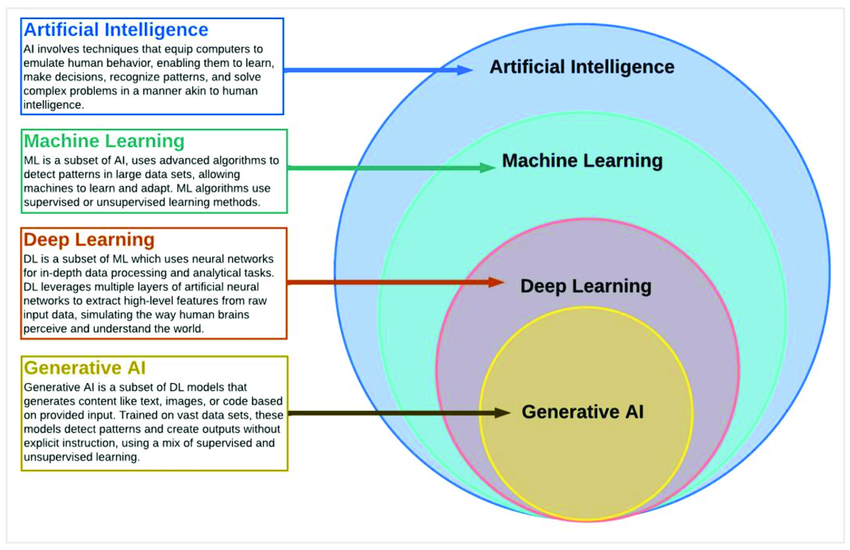 Artificial Intelligence
AI involves techniques that equip computers to
emulate human behavior, enabling them to learn,
make decisions, recognize patterns, and solve
complex problems in a manner akin to human
intelligence.
Machine Learning
ML is a subset of AI, uses advanced algorithms to
detect patterns in large data sets, allowing
machines to learn and adapt. ML algorithms use
supervised or unsupervised learning methods.
Deep Learning
DL is a subset of ML which uses neural networks
for in-depth data processing and analytical tasks.
DL leverages multiple layers of artificial neural
networks to extract high-level features from raw
input data, simulating the way human brains
perceive and understand the world.
Generative AI
Generative AI is a subset of DL models that
generates content like text, images, or code based
on provided input. Trained on vast data sets, these
models detect patterns and create outputs without
explicit instruction, using a mix of supervised and
unsupervised learning.
Artificial Intelligence
Machine Learning
Deep Learning
Generative AI